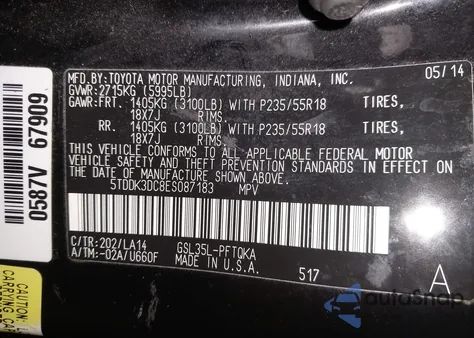 MFD.BY:TOYOTA MOTOR MANUFACTURING, INDIANA, INC. 05/14
GVWR:2715KG (5995LB)
GAWR:FRT. 1405KG (3100LB) WITH P235/55R18 TIRES,
18X7J RIMS,
RR. 1405KG (3100LB) WITH P235/55R18 TIRES,
18X7J RIMS.
THIS VEHICLE CONFORMS TO ALL APPLICABLE FEDERAL MOTOR
VEHICLE SAFETY AND THEFT PREVENTION STANDARDS IN EFFECT ON
THE DATE OF MANUFACTURE SHOWN ABOVE.
5TDDK3DC8ES087183 MPV
C/TR:202/LA14 GSL35L-PFTQKA
A/TM:-02A/U660F MADE IN U.S.A. 517 A
0587V 67909
CARRYING CA
autoSnap